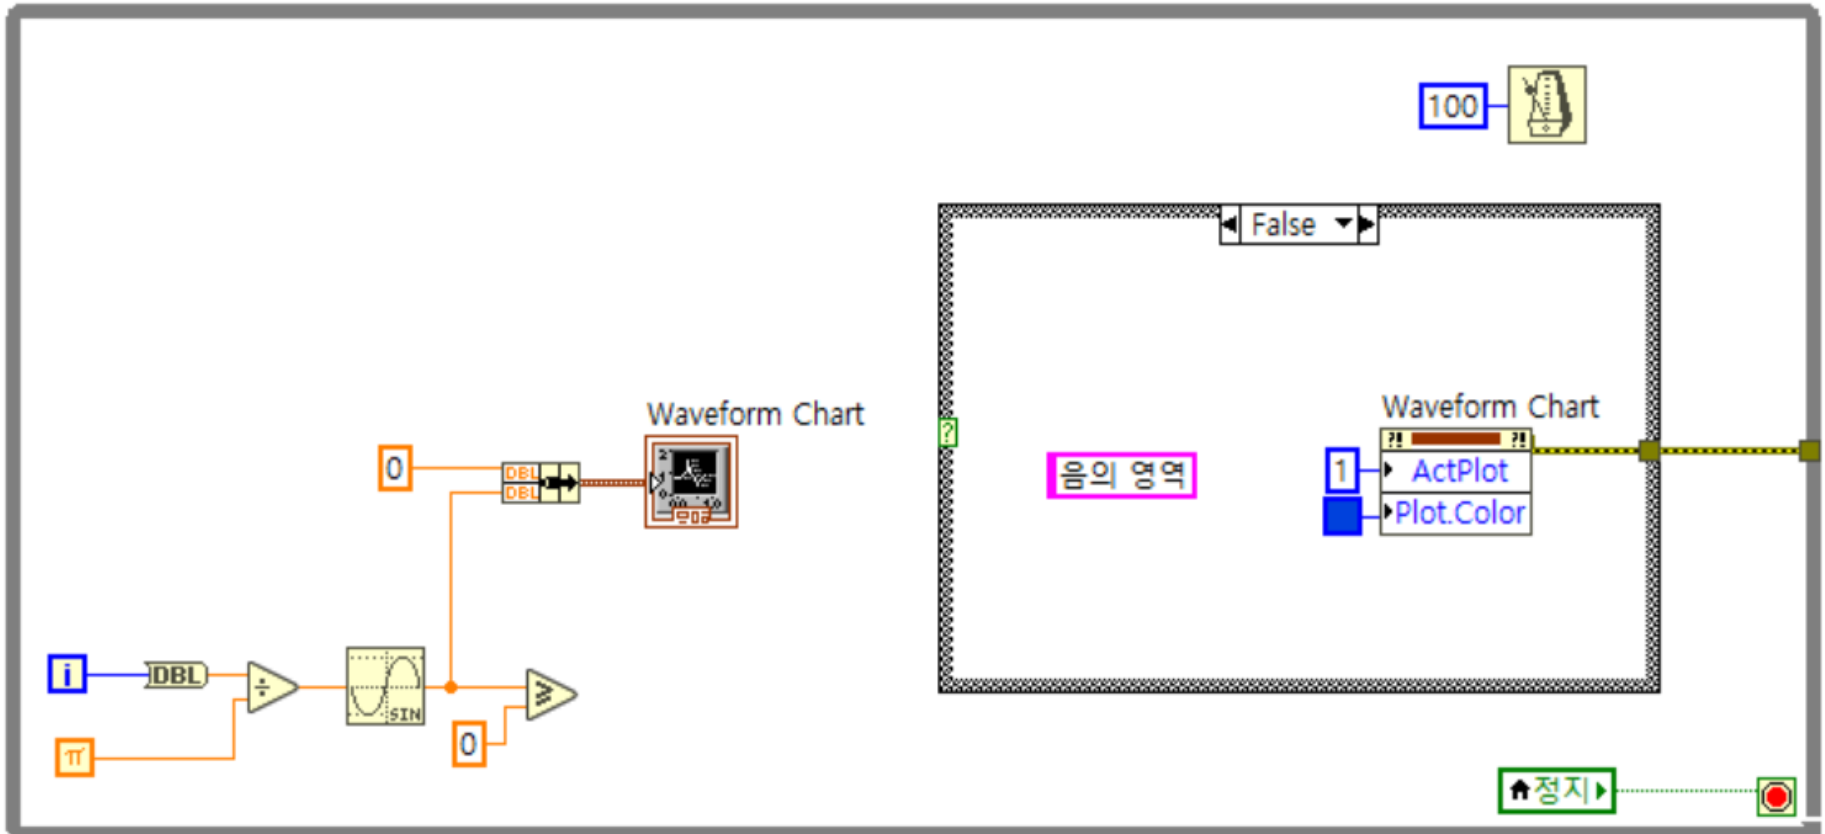 100
False
Waveform Chart
Waveform Chart
0
DBL
DBL
음의 영역
1
ActPlot
Plot.Color
i
DBL
÷
SIN
0
π
정지